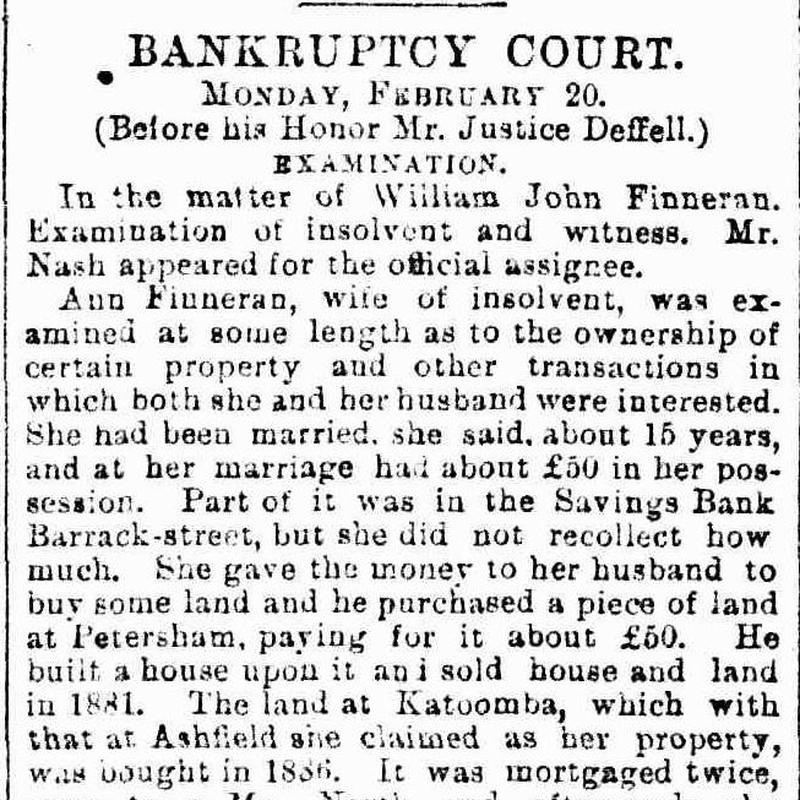 BANKRUPTCY COURT.
MONDAY, FEBRUARY 20.
(Before his Honor Mr. Justice Deffell.)
EXAMINATION.
In the matter of William John Finneran.
Examination of insolvent and witness. Mr.
Nash appeared for the official assignee.
Ann Finneran, wife of insolvent, was ex-
amined at some length as to the ownership of
certain property and other transactions in
which both she and her husband were interested.
She had been married, she said, about 15 years,
and at her marriage had about £50 in her pos-
session. Part of it was in the Savings Bank
Barrack-street, but she did not recollect how
much. She gave the money to her husband to
buy some land and he purchased a piece of land
at Petersham, paying for it about £50. He
built a house upon it and sold house and land
in 1881. The land at Katoomba, which with
that at Ashfield she claimed as her property,
was bought in 1886. It was mortgaged twice,